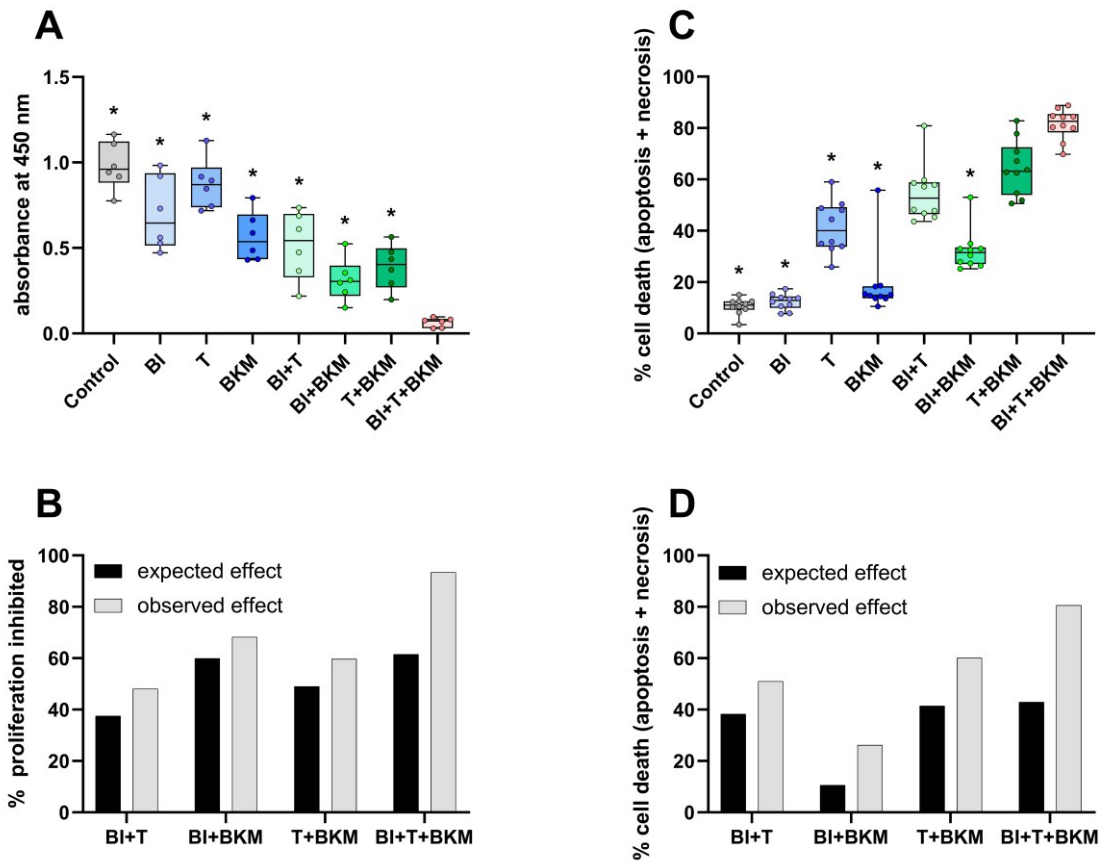 A
absorbance at 450 nm
1.5
1.0
0.5
0.0
* * * * * * *
Control
BI
T
BKM
BI+T
BI+BKM
T+BKM
BI+T+BKM
C
% cell death (apoptosis + necrosis)
100
80
60
40
20
0
* * * * *
Control
BI
T
BKM
BI+T
BI+BKM
T+BKM
BI+T+BKM
B
% proliferation inhibited
100
80
60
40
20
0
expected effect
observed effect
BI+T
BI+BKM
T+BKM
BI+T+BKM
D
% cell death (apoptosis + necrosis)
100
80
60
40
20
0
expected effect
observed effect
BI+T
BI+BKM
T+BKM
BI+T+BKM